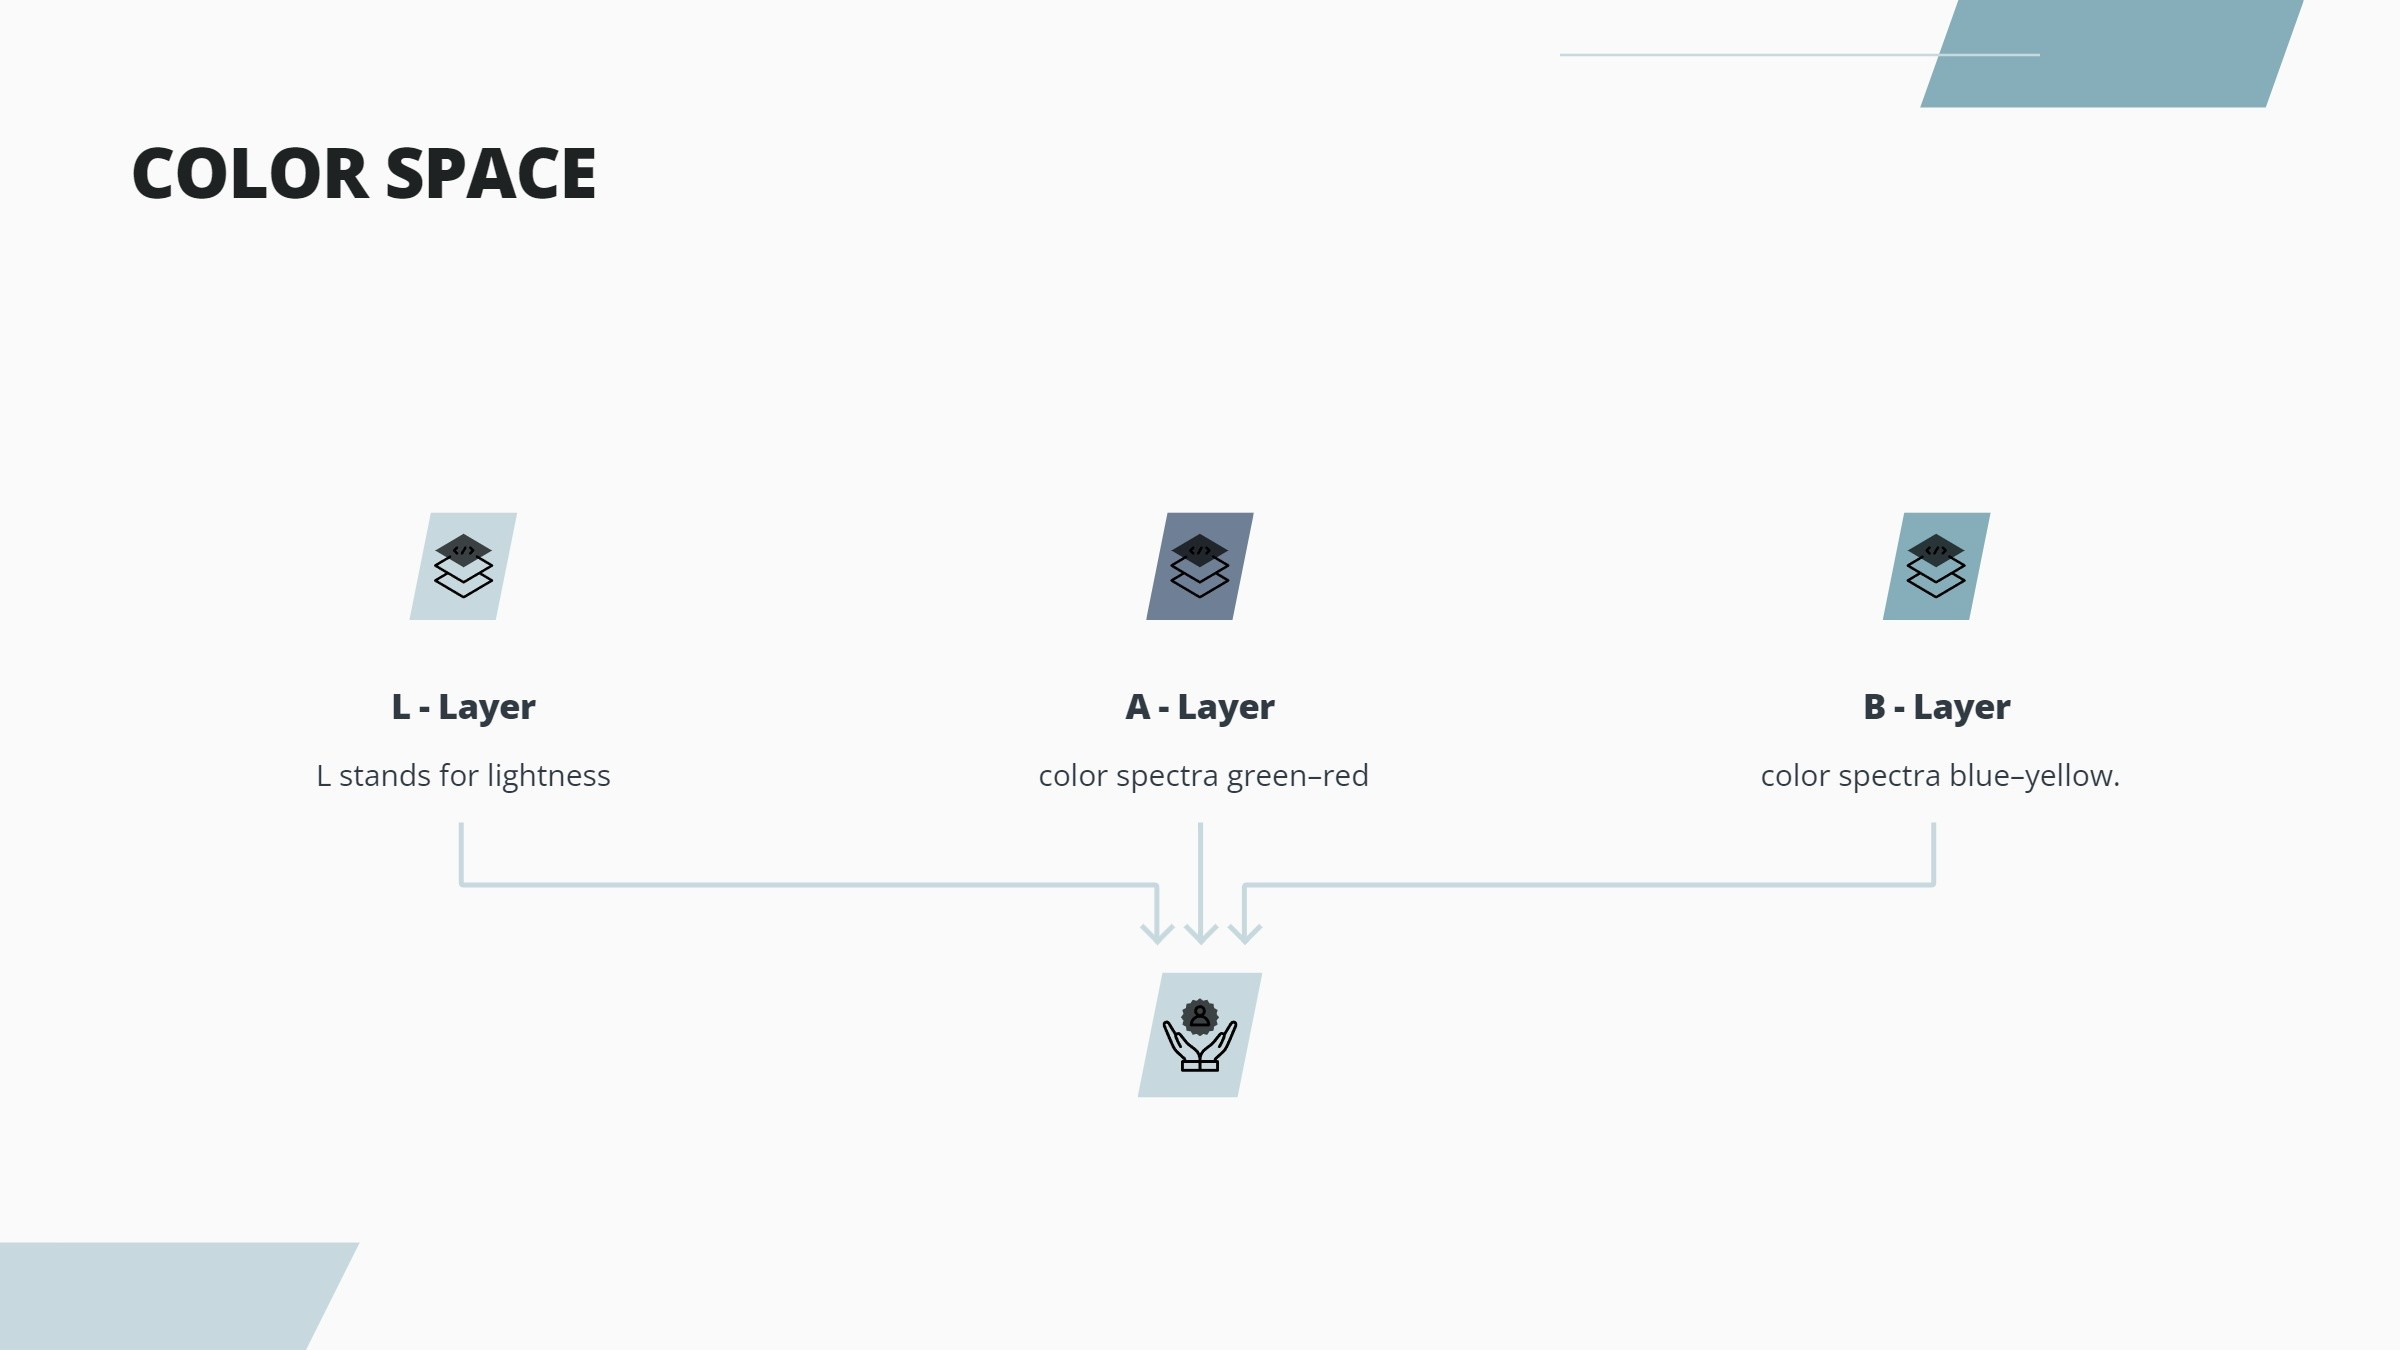 COLOR SPACE
L - Layer
A - Layer
B - Layer
L stands for lightness
color spectra green–red
color spectra blue–yellow.